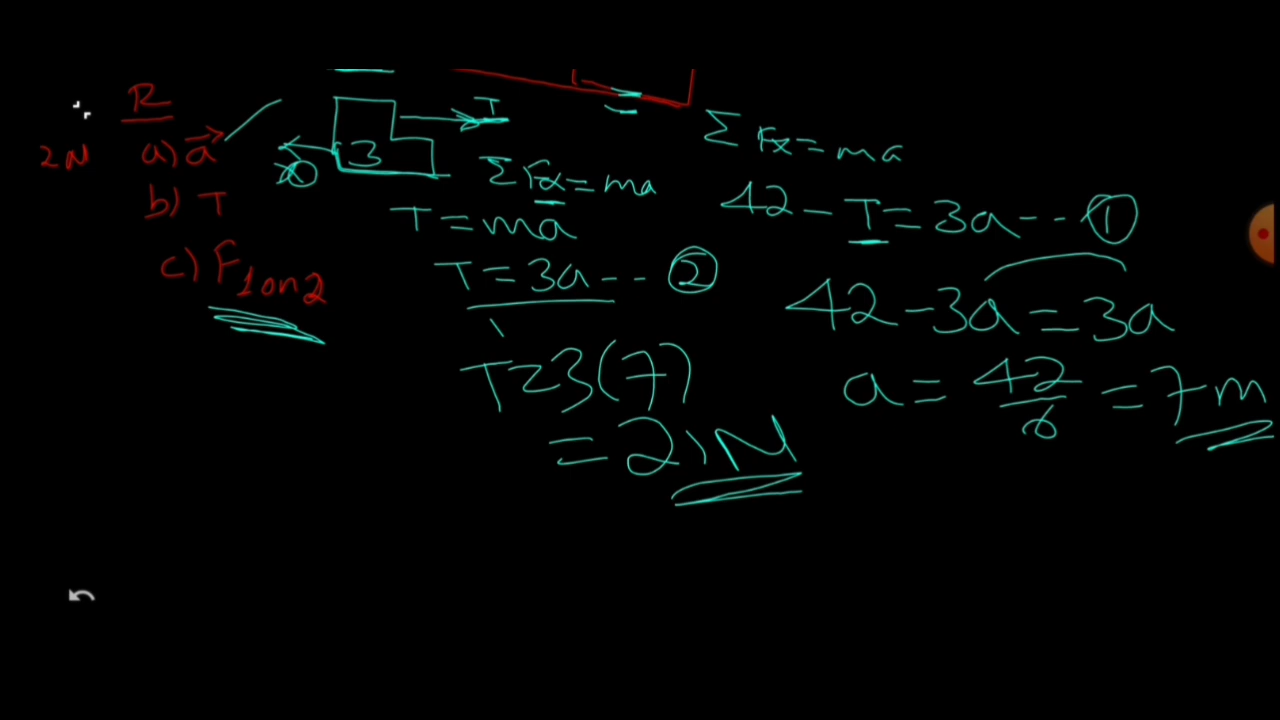 R
2N a) a
b) T
c) F1on2
3
T
ΣFx = ma
T = ma
T = 3a -- ②
T = 3(7)
= 21N
ΣFx = ma
42 - T = 3a -- ①
42 - 3a = 3a
a = 42/6 = 7m